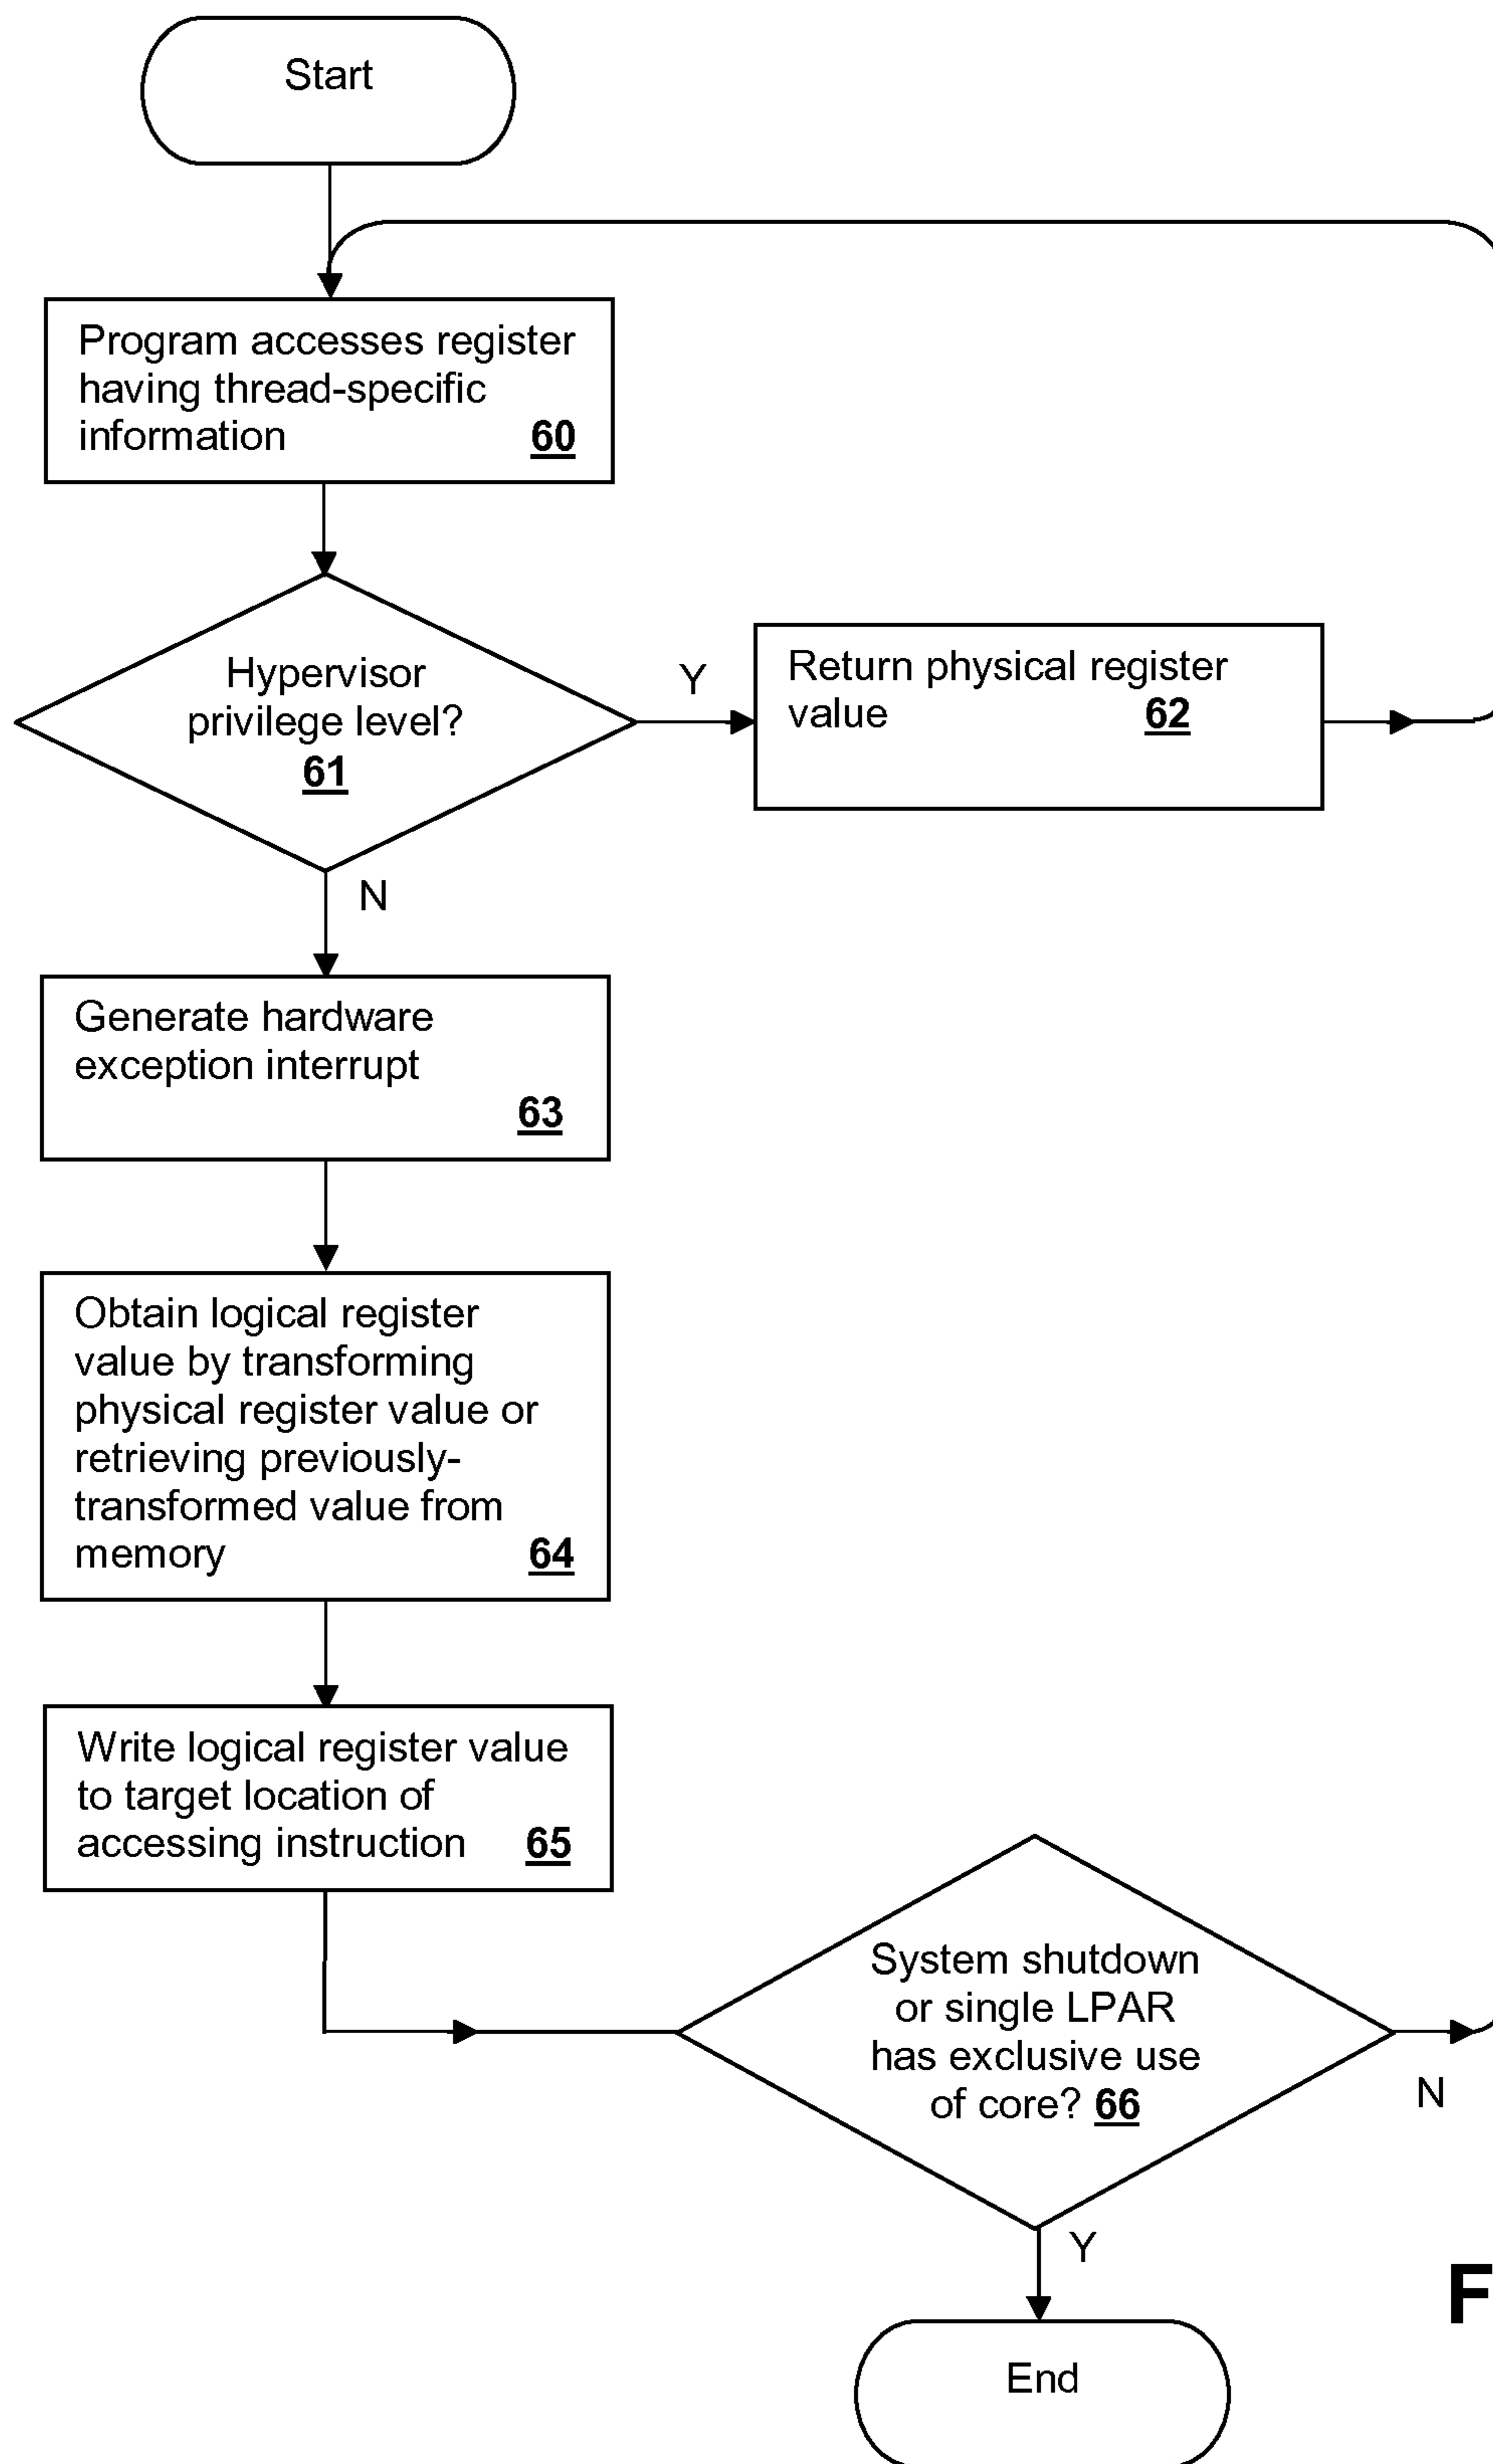 Start
Program accesses register
having thread-specific
information 60
Hypervisor
privilege level?
61
Y
Return physical register
value 62
N
Generate hardware
exception interrupt
63
Obtain logical register
value by transforming
physical register value or
retrieving previously-
transformed value from
memory 64
Write logical register value
to target location of
accessing instruction 65
System shutdown
or single LPAR
has exclusive use
of core? 66
N
Y
F
End